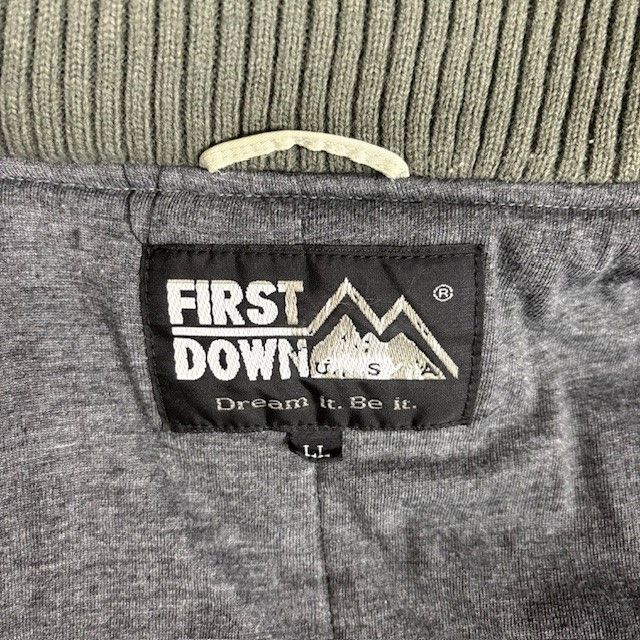 FIRST
DOWN
U S A
®
Dream it. Be it.
LL